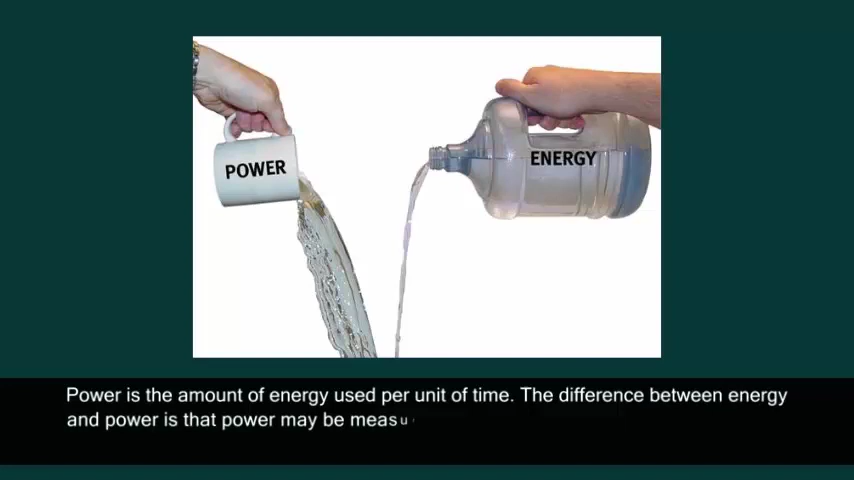 POWER
ENERGY
Power is the amount of energy used per unit of time. The difference between energy
and power is that power may be